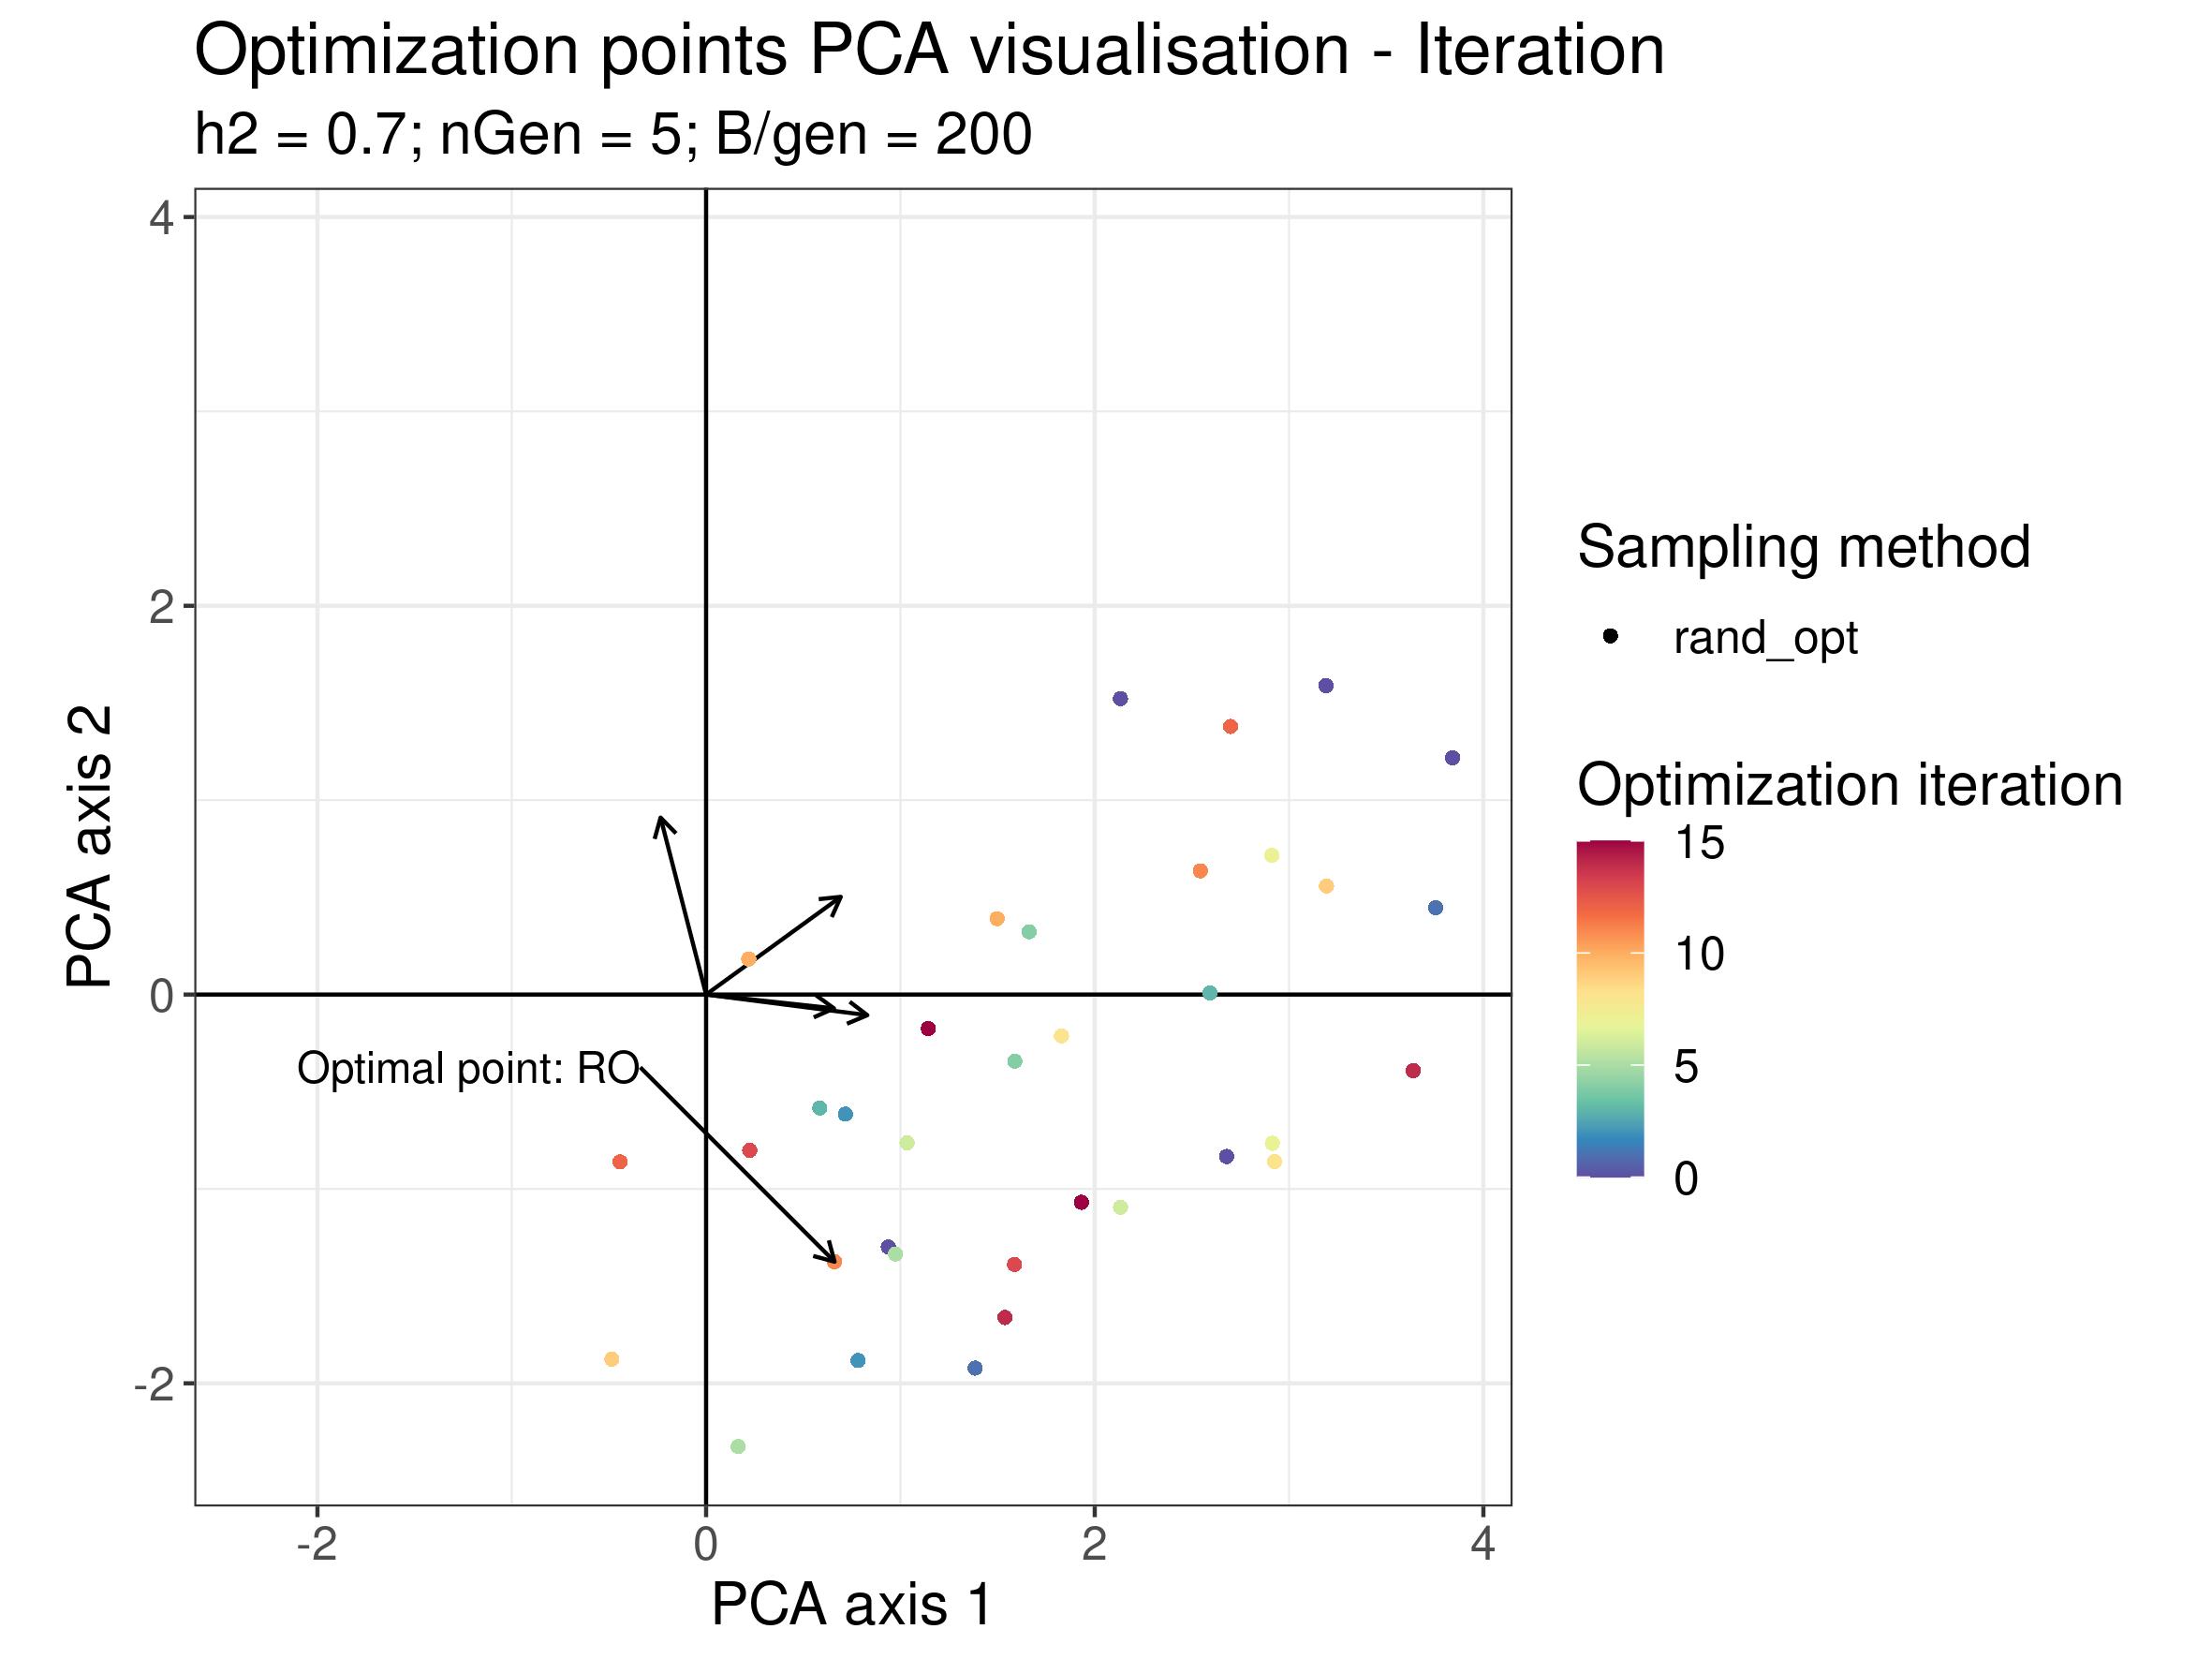 Optimization points PCA visualisation - Iteration
h2 = 0.7; nGen = 5; B/gen = 200
4
2
0
-2
PCA axis 2
Optimal point: RO
-2
0
2
4
PCA axis 1
Sampling method
rand_opt
Optimization iteration
15
10
5
0